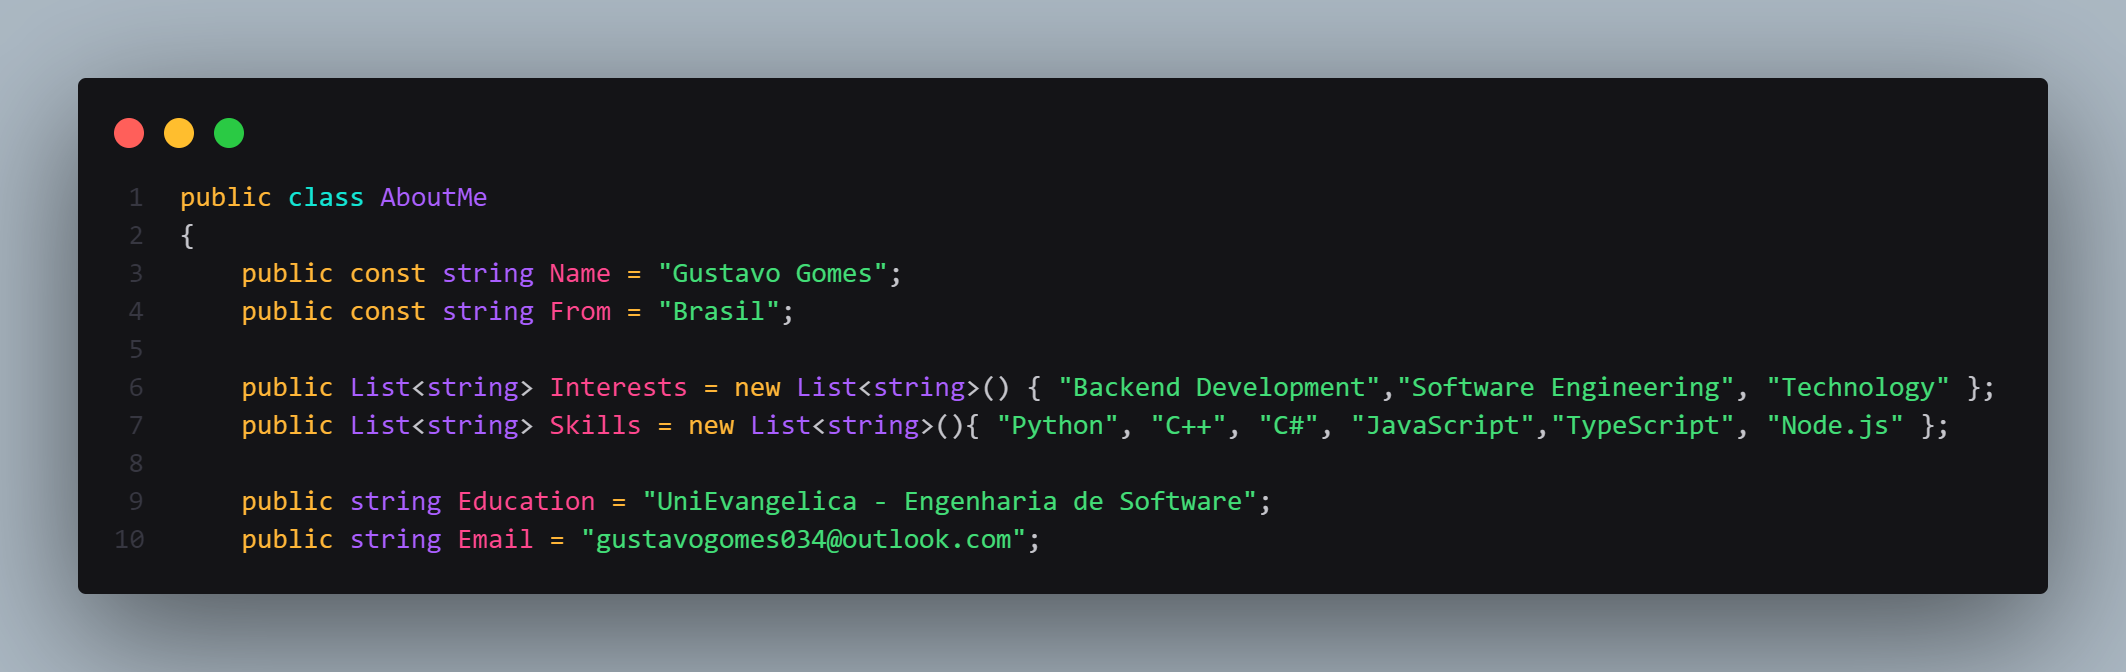 1 public class AboutMe
2 {
3     public const string Name = "Gustavo Gomes";
4     public const string From = "Brasil";
5
6     public List<string> Interests = new List<string>() { "Backend Development","Software Engineering", "Technology" };
7     public List<string> Skills = new List<string>(){ "Python", "C++", "C#", "JavaScript","TypeScript", "Node.js" };
8
9     public string Education = "UniEvangelica - Engenharia de Software";
10     public string Email = "gustavogomes034@outlook.com";